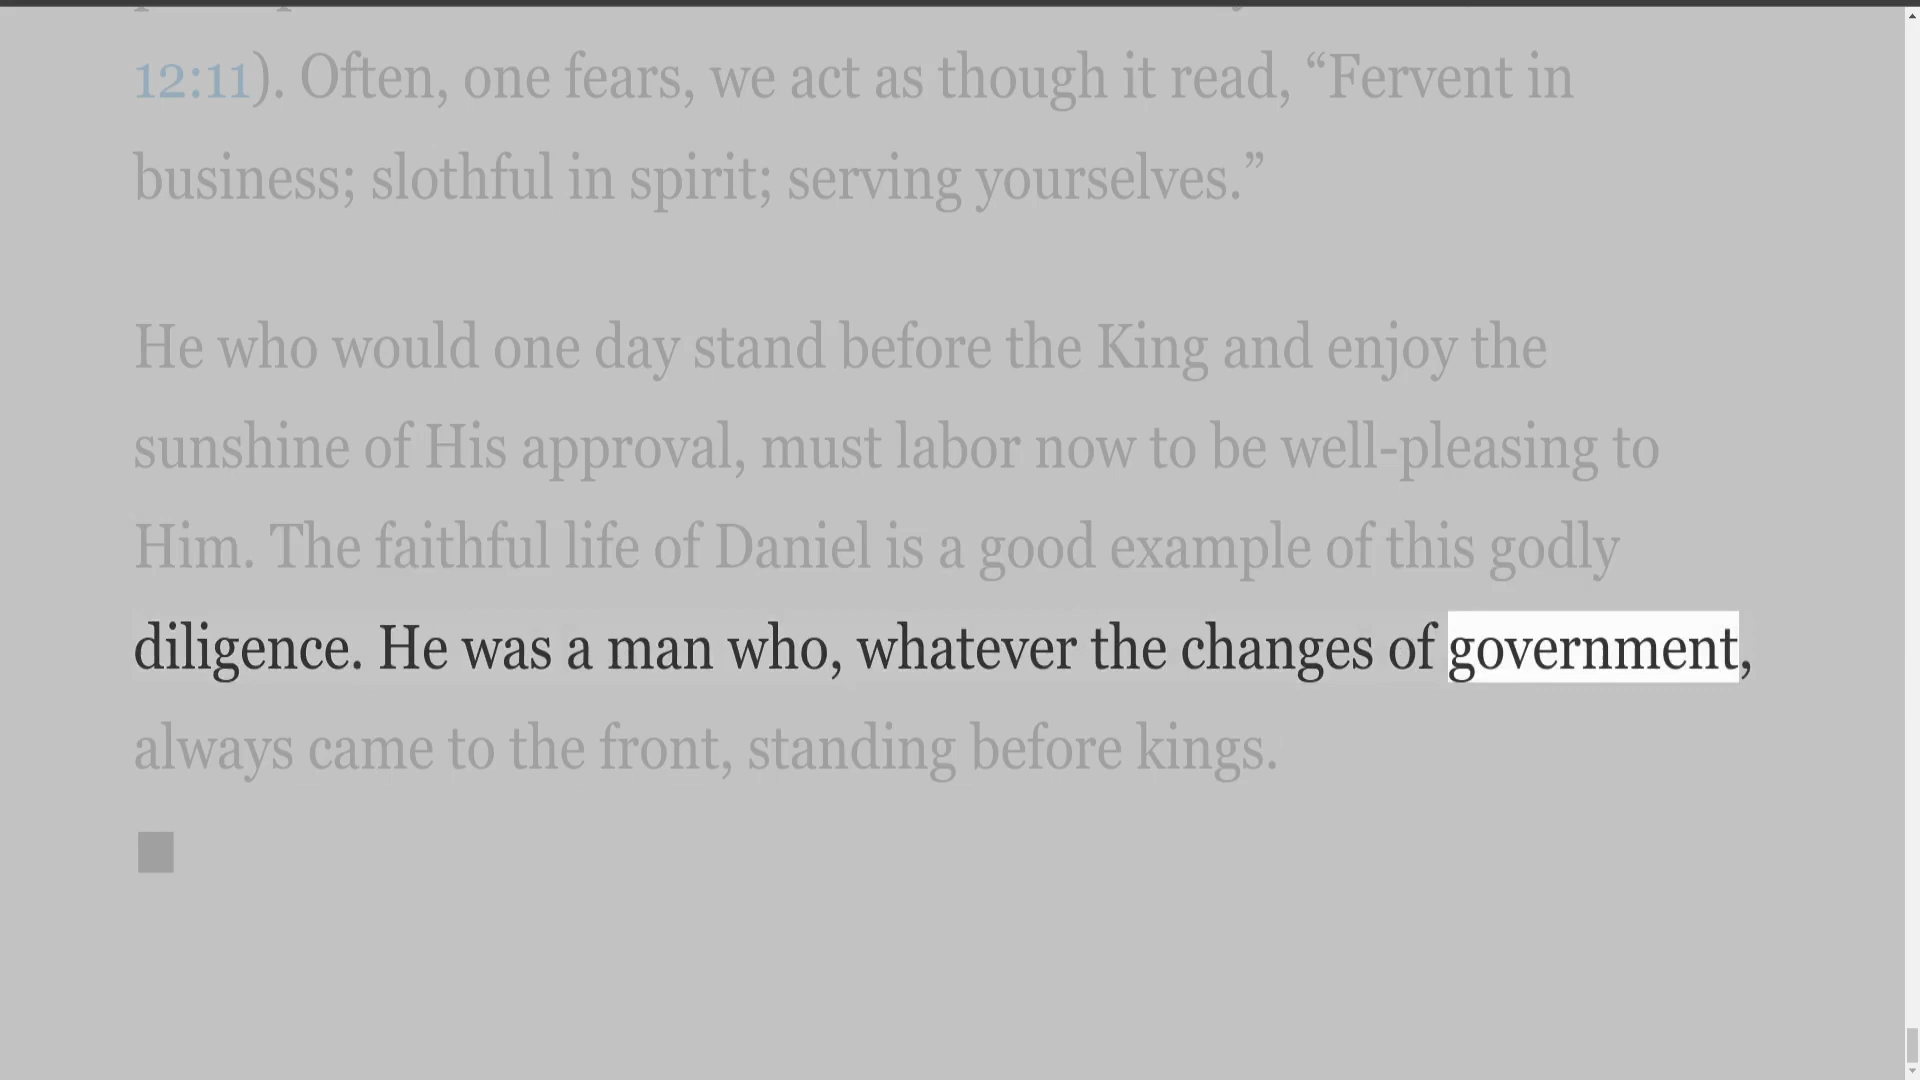 12:11). Often, one fears, we act as though it read, “Fervent in
business; slothful in spirit; serving yourselves.”
He who would one day stand before the King and enjoy the
sunshine of His approval, must labor now to be well-pleasing to
Him. The faithful life of Daniel is a good example of this godly
diligence. He was a man who, whatever the changes of government,
always came to the front, standing before kings.